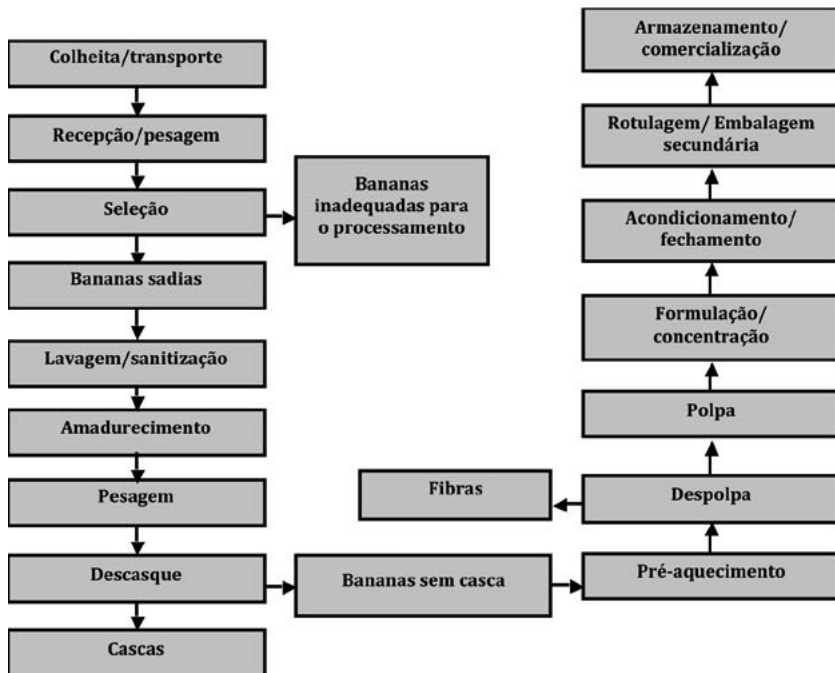 Colheita/transporte
Recepção/pesagem
Seleção
Bananas
inadequadas para
o processamento
Bananas sadias
Lavagem/sanitização
Amadurecimento
Pesagem
Descasque
Cascas
Bananas sem casca
Pré-aquecimento
Despolpa
Fibras
Polpa
Formulação/
concentração
Acondicionamento/
fechamento
Rotulagem/ Embalagem
secundária
Armazenamento/
comercialização